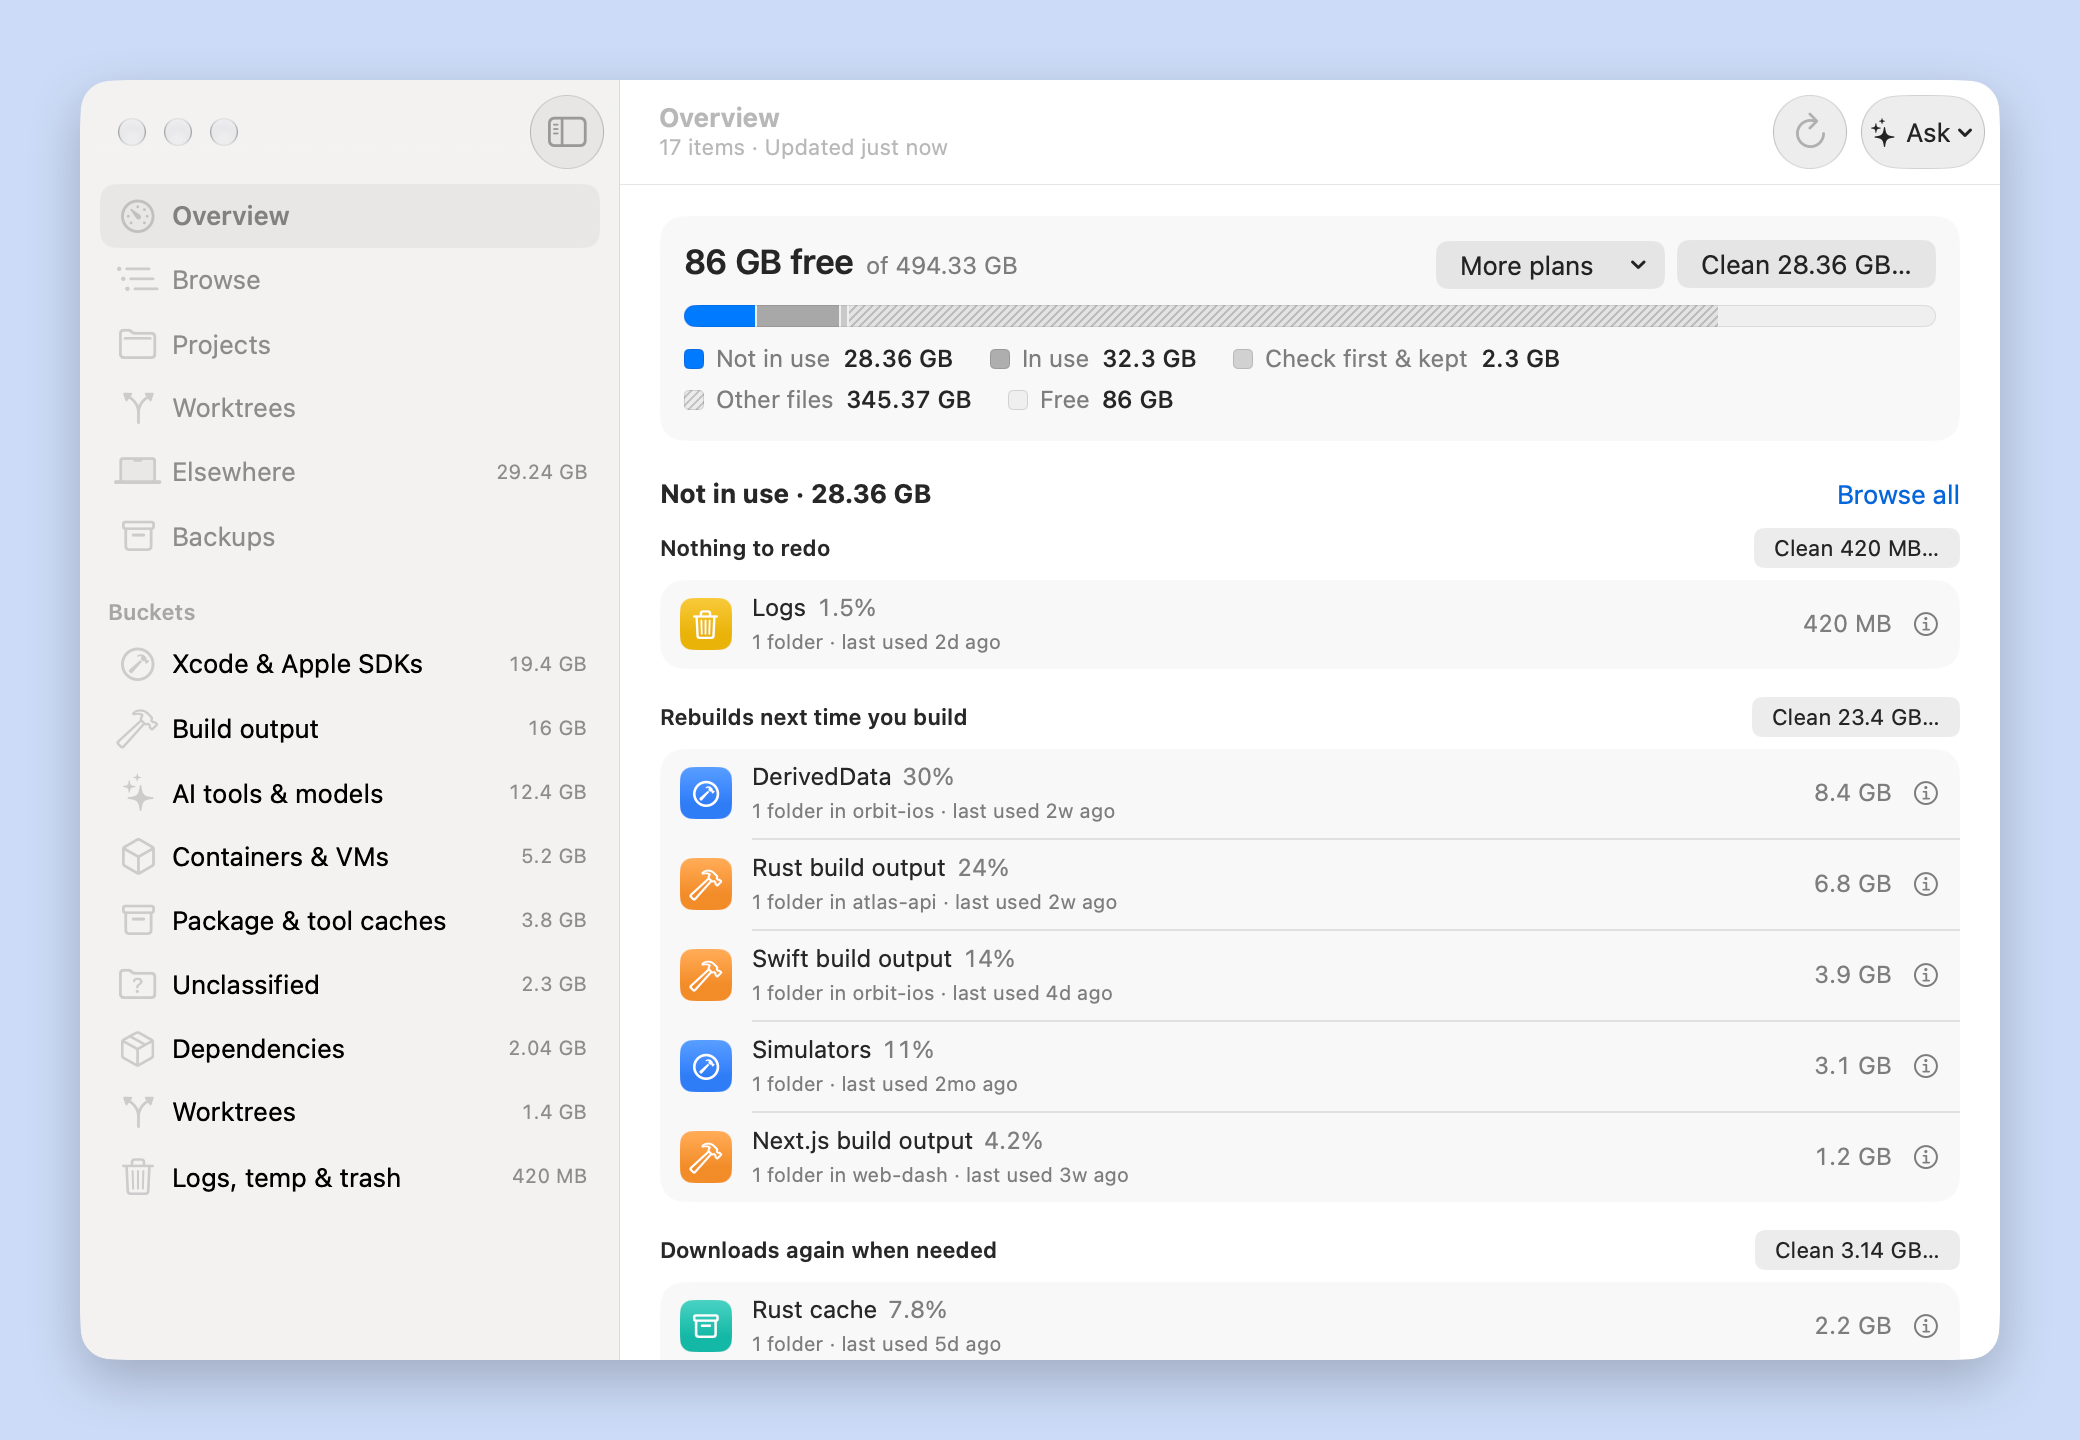 Overview
17 items · Updated just now
Ask
Overview
Browse
Projects
Worktrees
Elsewhere 29.24 GB
Backups
Buckets
Xcode & Apple SDKs 19.4 GB
Build output 16 GB
AI tools & models 12.4 GB
Containers & VMs 5.2 GB
Package & tool caches 3.8 GB
Unclassified 2.3 GB
Dependencies 2.04 GB
Worktrees 1.4 GB
Logs, temp & trash 420 MB
86 GB free of 494.33 GB
More plans
Clean 28.36 GB...
Not in use 28.36 GB In use 32.3 GB Check first & kept 2.3 GB
Other files 345.37 GB Free 86 GB
Not in use · 28.36 GB
Browse all
Nothing to redo
Clean 420 MB...
Logs 1.5%
1 folder · last used 2d ago
420 MB
Rebuilds next time you build
Clean 23.4 GB...
DerivedData 30%
1 folder in orbit-ios · last used 2w ago
8.4 GB
Rust build output 24%
1 folder in atlas-api · last used 2w ago
6.8 GB
Swift build output 14%
1 folder in orbit-ios · last used 4d ago
3.9 GB
Simulators 11%
1 folder · last used 2mo ago
3.1 GB
Next.js build output 4.2%
1 folder in web-dash · last used 3w ago
1.2 GB
Downloads again when needed
Clean 3.14 GB...
Rust cache 7.8%
1 folder · last used 5d ago
2.2 GB